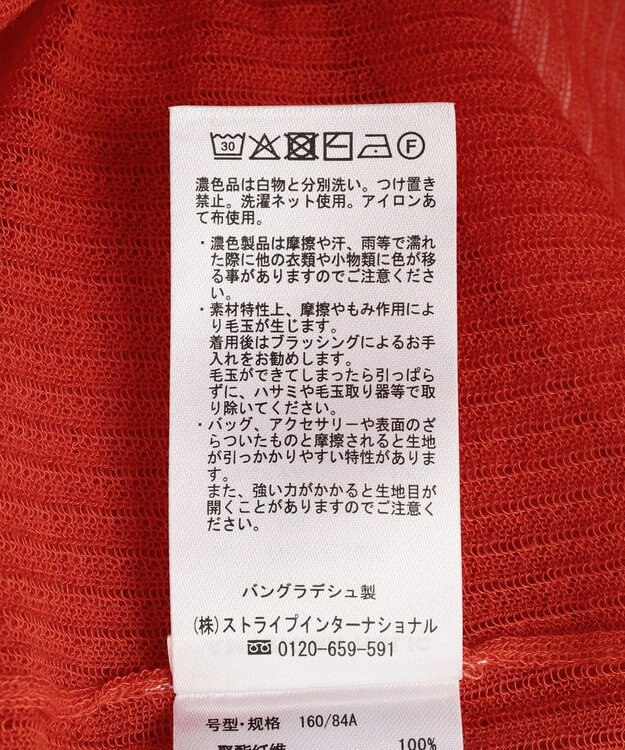 30 F
濃色品は白物と分別洗い。つけ置き
禁止。洗濯ネット使用。アイロンあ
て布使用。
・濃色製品は摩擦や汗、雨等で濡れ
た際に他の衣類や小物類に色が移
る事がありますのでご注意くださ
い。
・素材特性上、摩擦やもみ作用によ
り毛玉が生じます。
着用後はブラッシングによるお手
入れをお勧めします。
毛玉ができてしまったら引っぱら
ずに、ハサミや毛玉取り器等で取
り除いてください。
・バッグ、アクセサリーや表面のざ
らついたものと摩擦されると生地
が引っかかりやすい特性がありま
す。
また、強い力がかかると生地目が
開くことがありますのでご注意く
ださい。
バングラデシュ製
(株)ストライプインターナショナル
0120-659-591
号型・规格 160/84A
聚酯纤维 100%